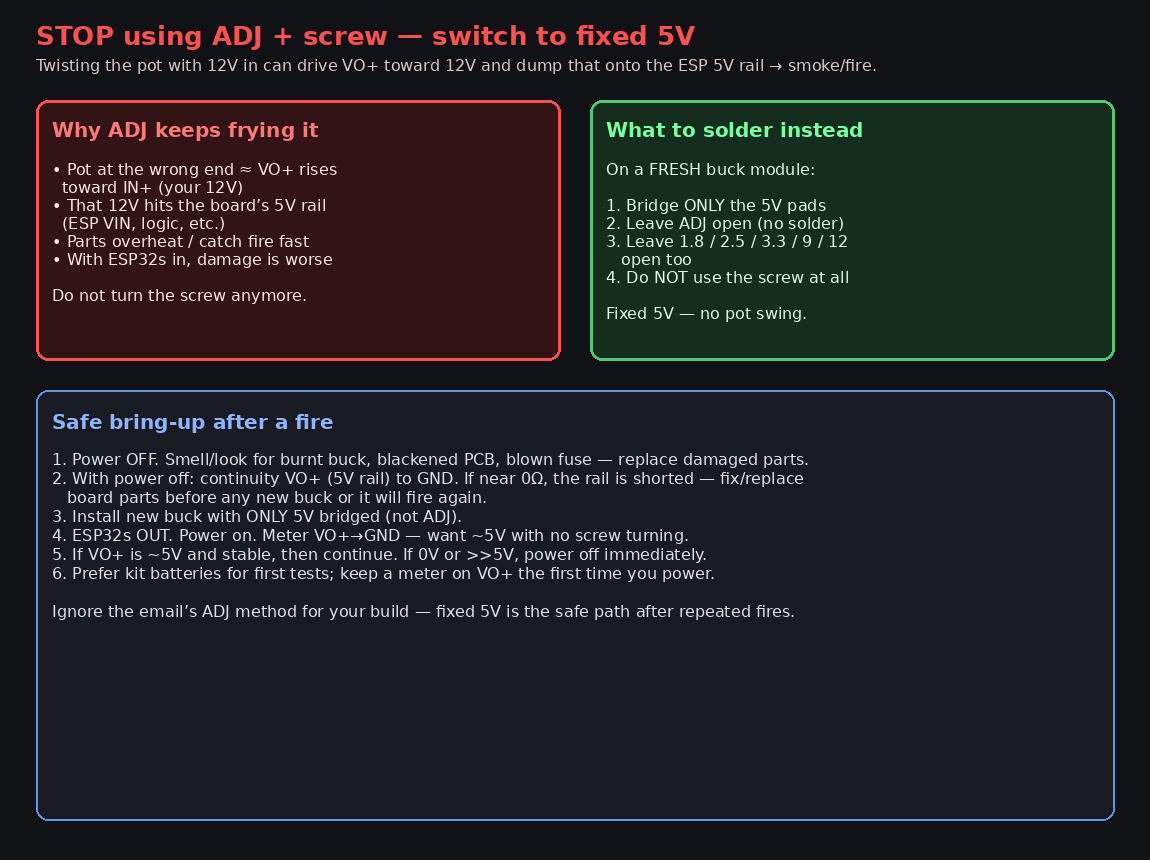 STOP using ADJ + screw — switch to fixed 5V
Twisting the pot with 12V in can drive VO+ toward 12V and dump that onto the ESP 5V rail → smoke/fire.
Why ADJ keeps frying it
• Pot at the wrong end ≈ VO+ rises
toward IN+ (your 12V)
• That 12V hits the board’s 5V rail
(ESP VIN, logic, etc.)
• Parts overheat / catch fire fast
• With ESP32s in, damage is worse
Do not turn the screw anymore.
What to solder instead
On a FRESH buck module:
1. Bridge ONLY the 5V pads
2. Leave ADJ open (no solder)
3. Leave 1.8 / 2.5 / 3.3 / 9 / 12
open too
4. Do NOT use the screw at all
Fixed 5V — no pot swing.
Safe bring-up after a fire
1. Power OFF. Smell/look for burnt buck, blackened PCB, blown fuse — replace damaged parts.
2. With power off: continuity VO+ (5V rail) to GND. If near 0Ω, the rail is shorted — fix/replace
board parts before any new buck or it will fire again.
3. Install new buck with ONLY 5V bridged (not ADJ).
4. ESP32s OUT. Power on. Meter VO+→GND — want ~5V with no screw turning.
5. If VO+ is ~5V and stable, then continue. If 0V or >>5V, power off immediately.
6. Prefer kit batteries for first tests; keep a meter on VO+ the first time you power.
Ignore the email’s ADJ method for your build — fixed 5V is the safe path after repeated fires.